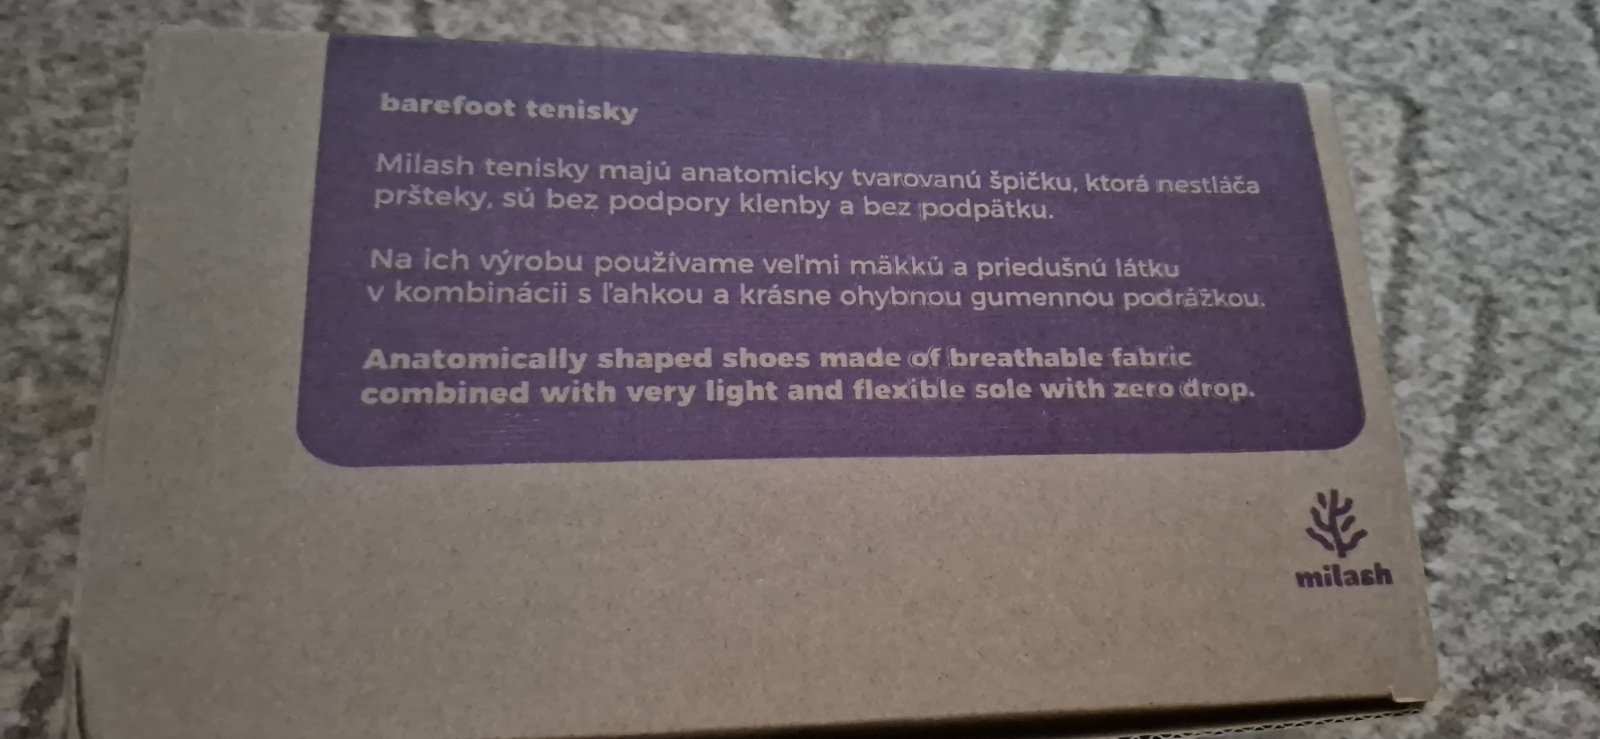 barefoot tenisky
Milash tenisky majú anatomicky tvarovanú špičku, ktorá nestláča
pršteky, sú bez podpory klenby a bez podpätku.
Na ich výrobu používame veľmi mäkkú a priedušnú látku
v kombinácii s ľahkou a krásne ohybnou gumennou podrážkou.
Anatomically shaped shoes made of breathable fabric
combined with very light and flexible sole with zero drop.
milash